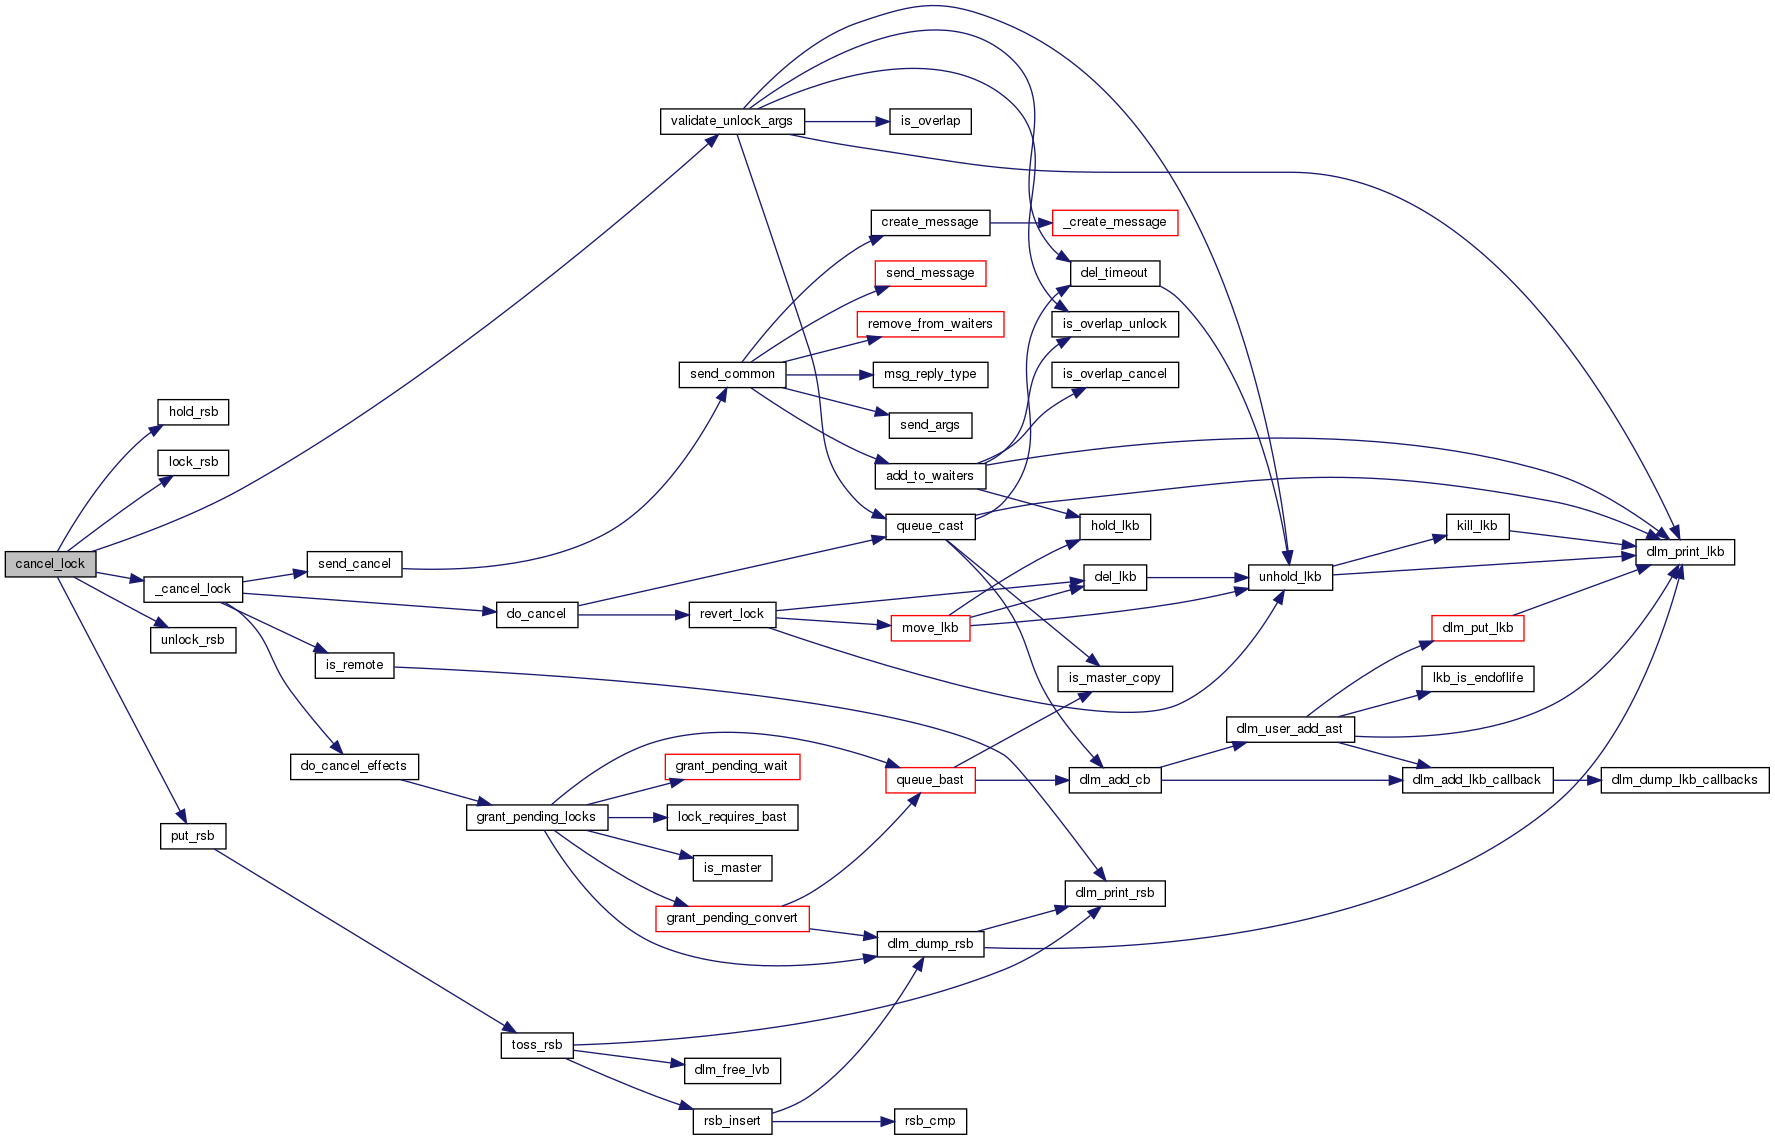 cancel_lock
hold_rsb
lock_rsb
_cancel_lock
unlock_rsb
put_rsb
send_cancel
is_remote
do_cancel_effects
do_cancel
grant_pending_locks
toss_rsb
validate_unlock_args
send_common
revert_lock
grant_pending_wait
lock_requires_bast
is_master
grant_pending_convert
dlm_free_lvb
rsb_insert
is_overlap
create_message
send_message
remove_from_waiters
msg_reply_type
send_args
add_to_waiters
queue_cast
move_lkb
queue_bast
dlm_dump_rsb
rsb_cmp
_create_message
del_timeout
is_overlap_unlock
is_overlap_cancel
hold_lkb
del_lkb
is_master_copy
dlm_add_cb
dlm_print_rsb
unhold_lkb
dlm_user_add_ast
kill_lkb
dlm_put_lkb
lkb_is_endoflife
dlm_add_lkb_callback
dlm_print_lkb
dlm_dump_lkb_callbacks